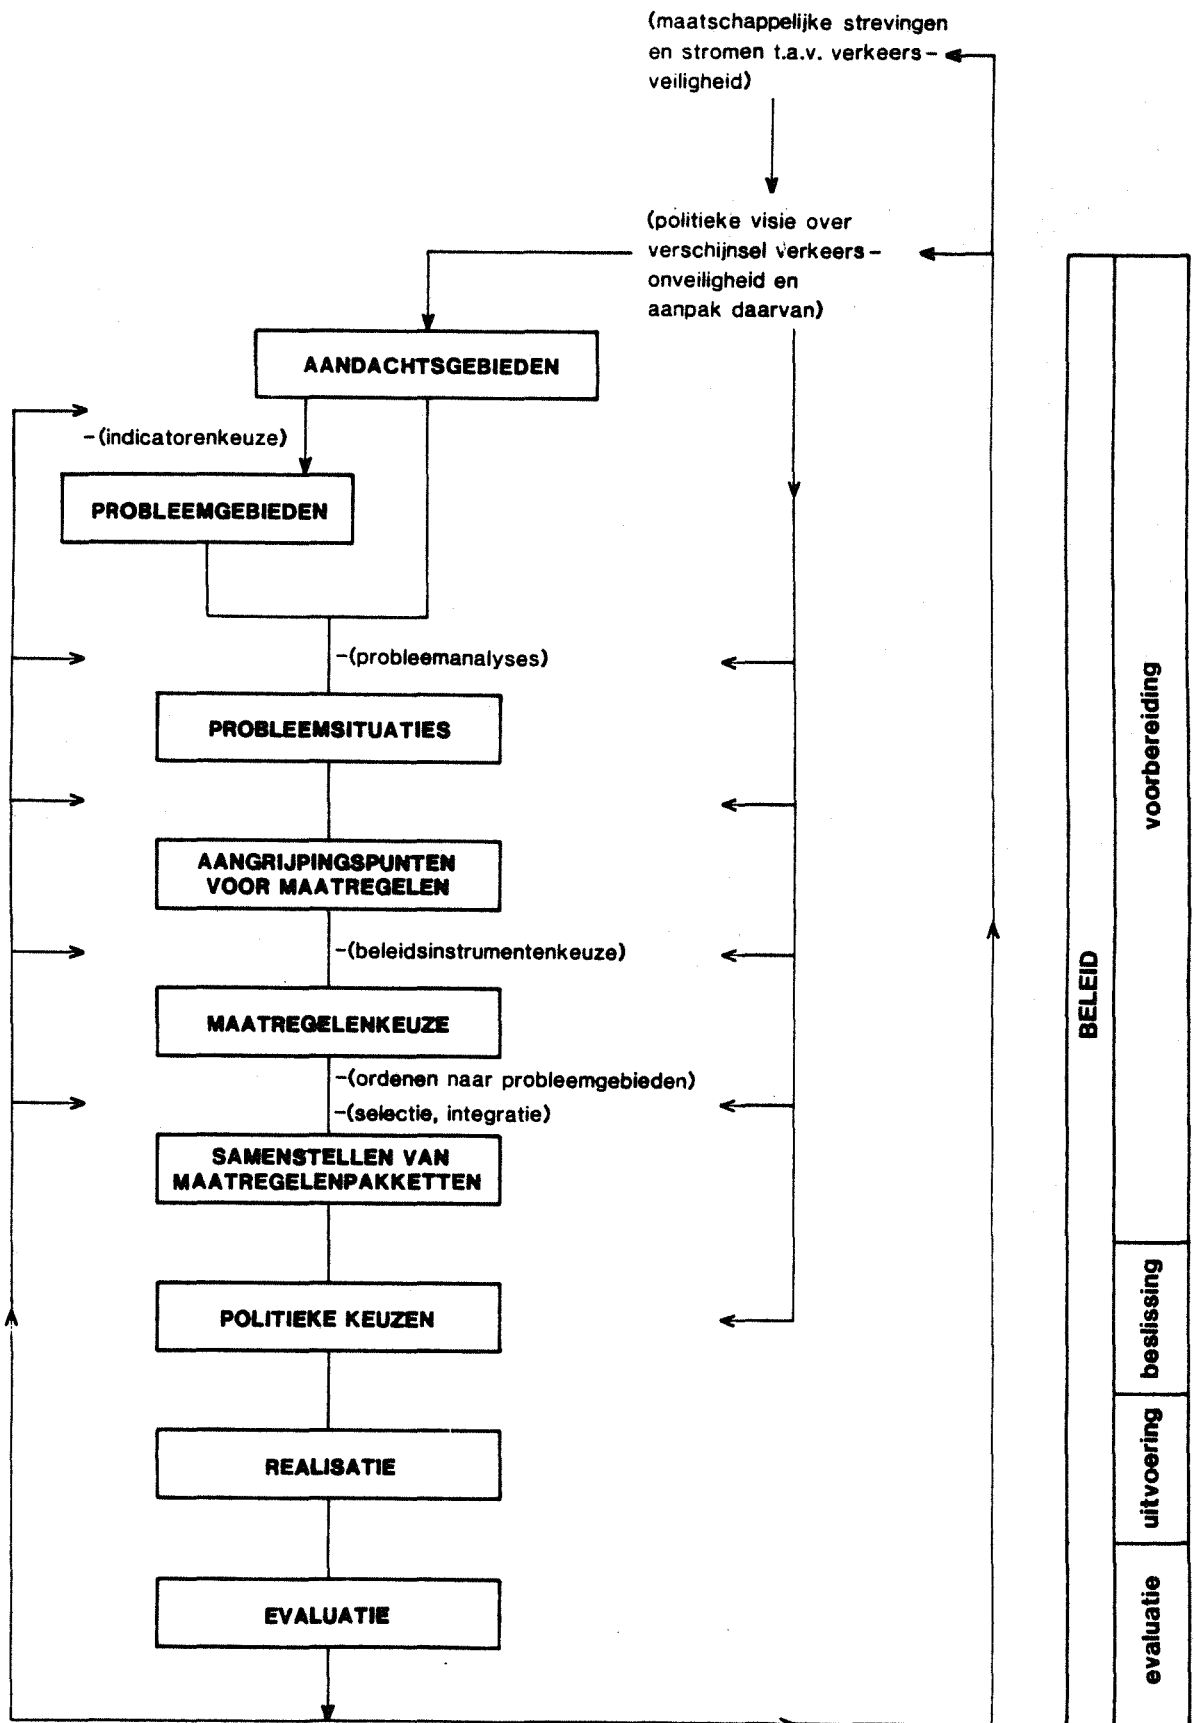 (maatschappelijke strevingen
en stromen t.a.v. verkeers-
veiligheid)
(politieke visie over
verschijnsel verkeers-
onveiligheid en
aanpak daarvan)
AANDACHTSGEBIEDEN
-(indicatorenkeuze)
PROBLEEMGEBIEDEN
-(probleemanalyses)
PROBLEEMSITUATIES
AANGRIJPINGSPUNTEN
VOOR MAATREGELEN
-(beleidsinstrumentenkeuze)
MAATREGELENKEUZE
-(ordenen naar probleemgebieden)
-(selectie, integratie)
SAMENSTELLEN VAN
MAATREGELENPAKKETTEN
POLITIEKE KEUZEN
REALISATIE
EVALUATIE
BELEID
voorbereiding
beslissing
uitvoering
evaluatie